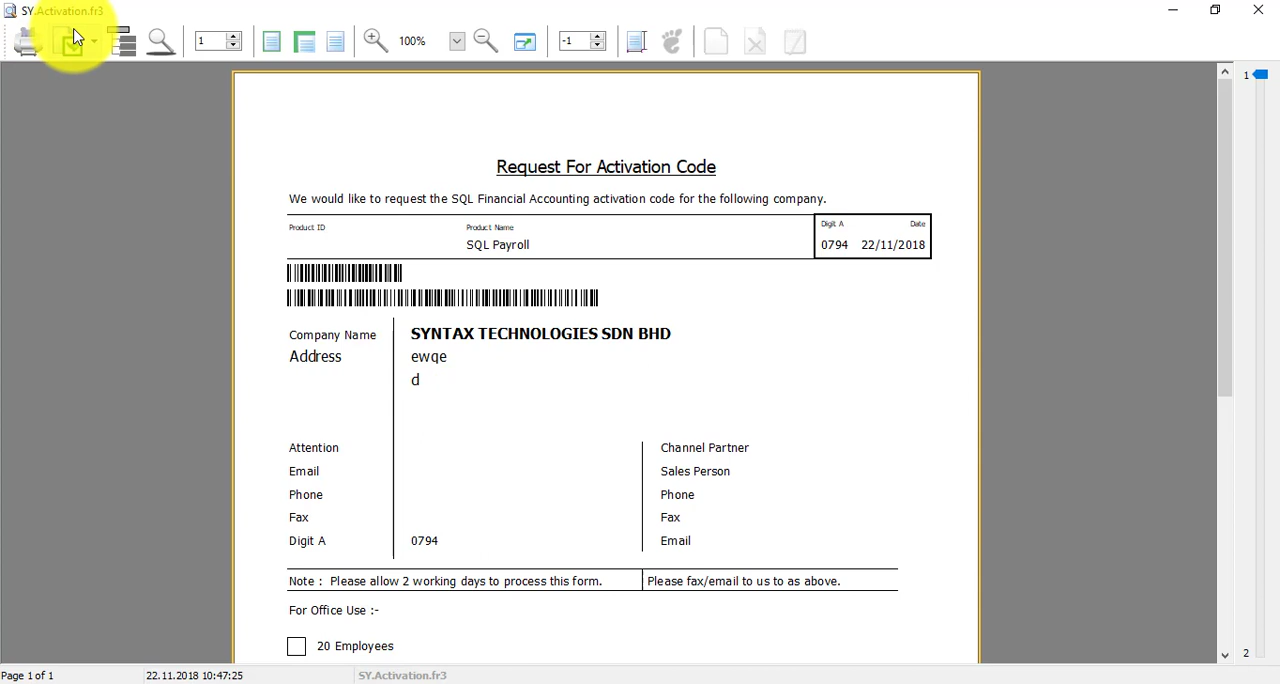 SY.Activation.fr3
1
100%
-1
1
Request For Activation Code
We would like to request the SQL Financial Accounting activation code for the following company.
Product ID Product Name Digit A Date
SQL Payroll 0794 22/11/2018
Company Name SYNTAX TECHNOLOGIES SDN BHD
Address ewqe
d
Attention Channel Partner
Email Sales Person
Phone Phone
Fax Fax
Digit A 0794 Email
Note : Please allow 2 working days to process this form. Please fax/email to us to as above.
For Office Use :-
20 Employees
2
Page 1 of 1 22.11.2018 10:47:25 SY.Activation.fr3